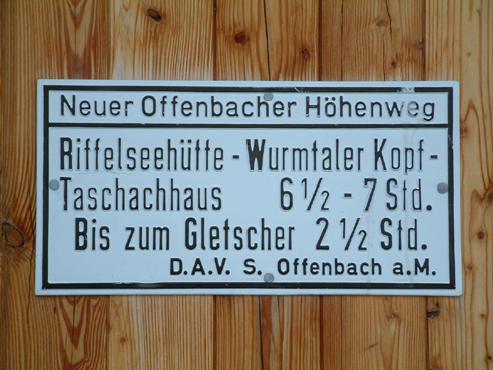 Neuer Offenbacher Höhenweg
Riffelseehütte - Wurmtaler Kopf -
Taschachhaus 6 1/2 - 7 Std.
Bis zum Gletscher 2 1/2 Std.
D.A.V. S. Offenbach a.M.